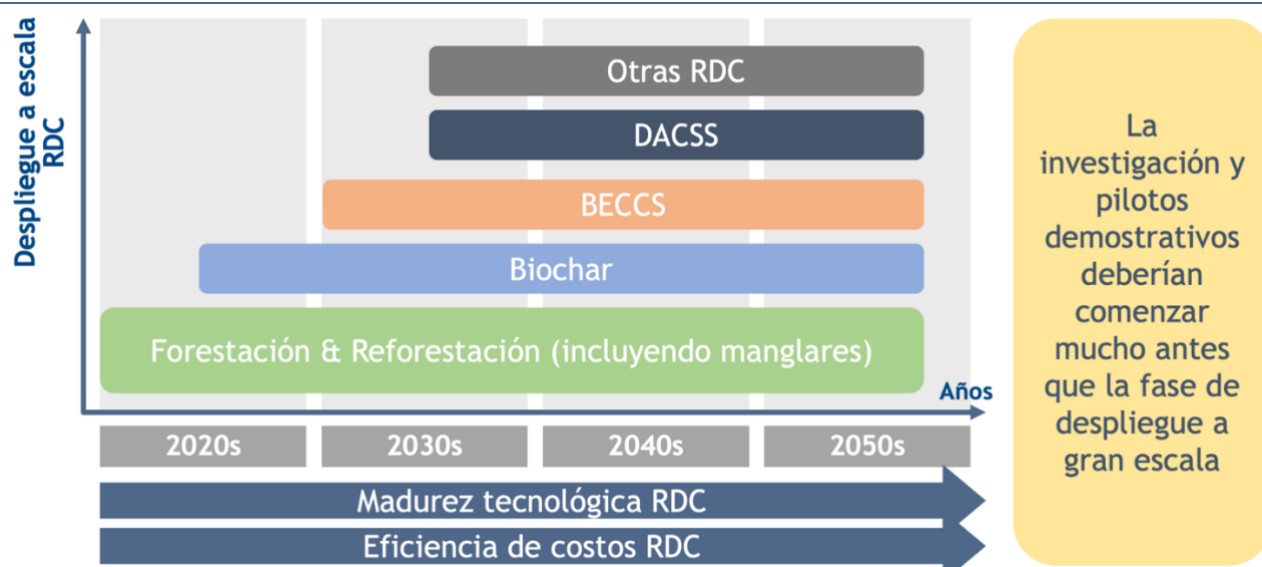 Despliegue a escala
RDC
Otras RDC
DACSS
BECCS
Biochar
Forestación & Reforestación (incluyendo manglares)
Años
2020s
2030s
2040s
2050s
Madurez tecnológica RDC
Eficiencia de costos RDC
La
investigación y
pilotos
demostrativos
deberían
comenzar
mucho antes
que la fase de
despliegue a
gran escala